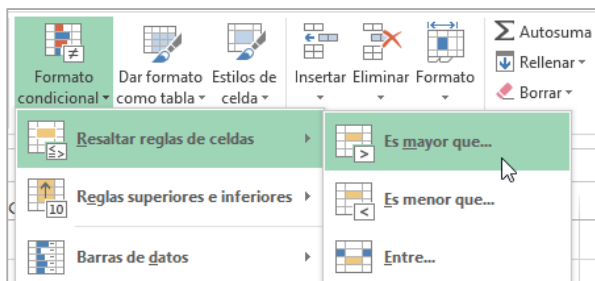 Formato condicional
Dar formato como tabla
Estilos de celda
Insertar
Eliminar
Formato
Autosuma
Rellenar
Borrar
Resaltar reglas de celdas
Es mayor que...
Reglas superiores e inferiores
10
Es menor que...
Barras de datos
Entre...